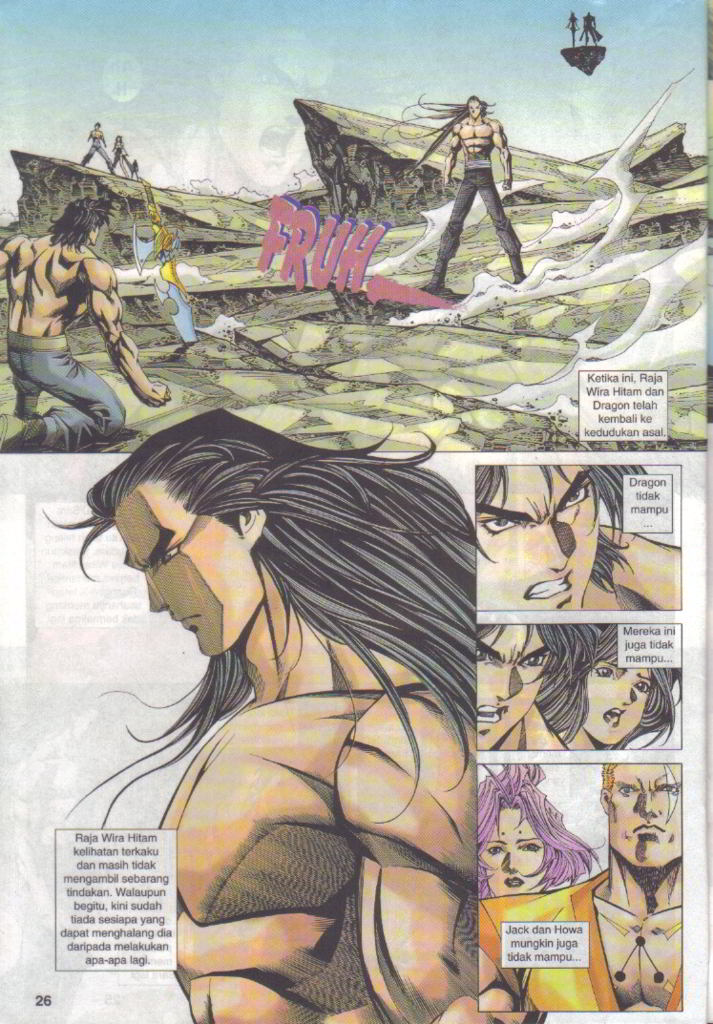 FRUH
Ketika ini, Raja
Wira Hitam dan
Dragon telah
kembali ke
kedudukan asal.
Dragon
tidak
mampu
...
Mereka ini
juga tidak
mampu...
Raja Wira Hitam
kelihatan terkaku
dan masih tidak
mengambil sebarang
tindakan. Walaupun
begitu, kini sudah
tiada sesiapa yang
dapat menghalang dia
daripada melakukan
apa-apa lagi.
Jack dan Howa
mungkin juga
tidak mampu...
26